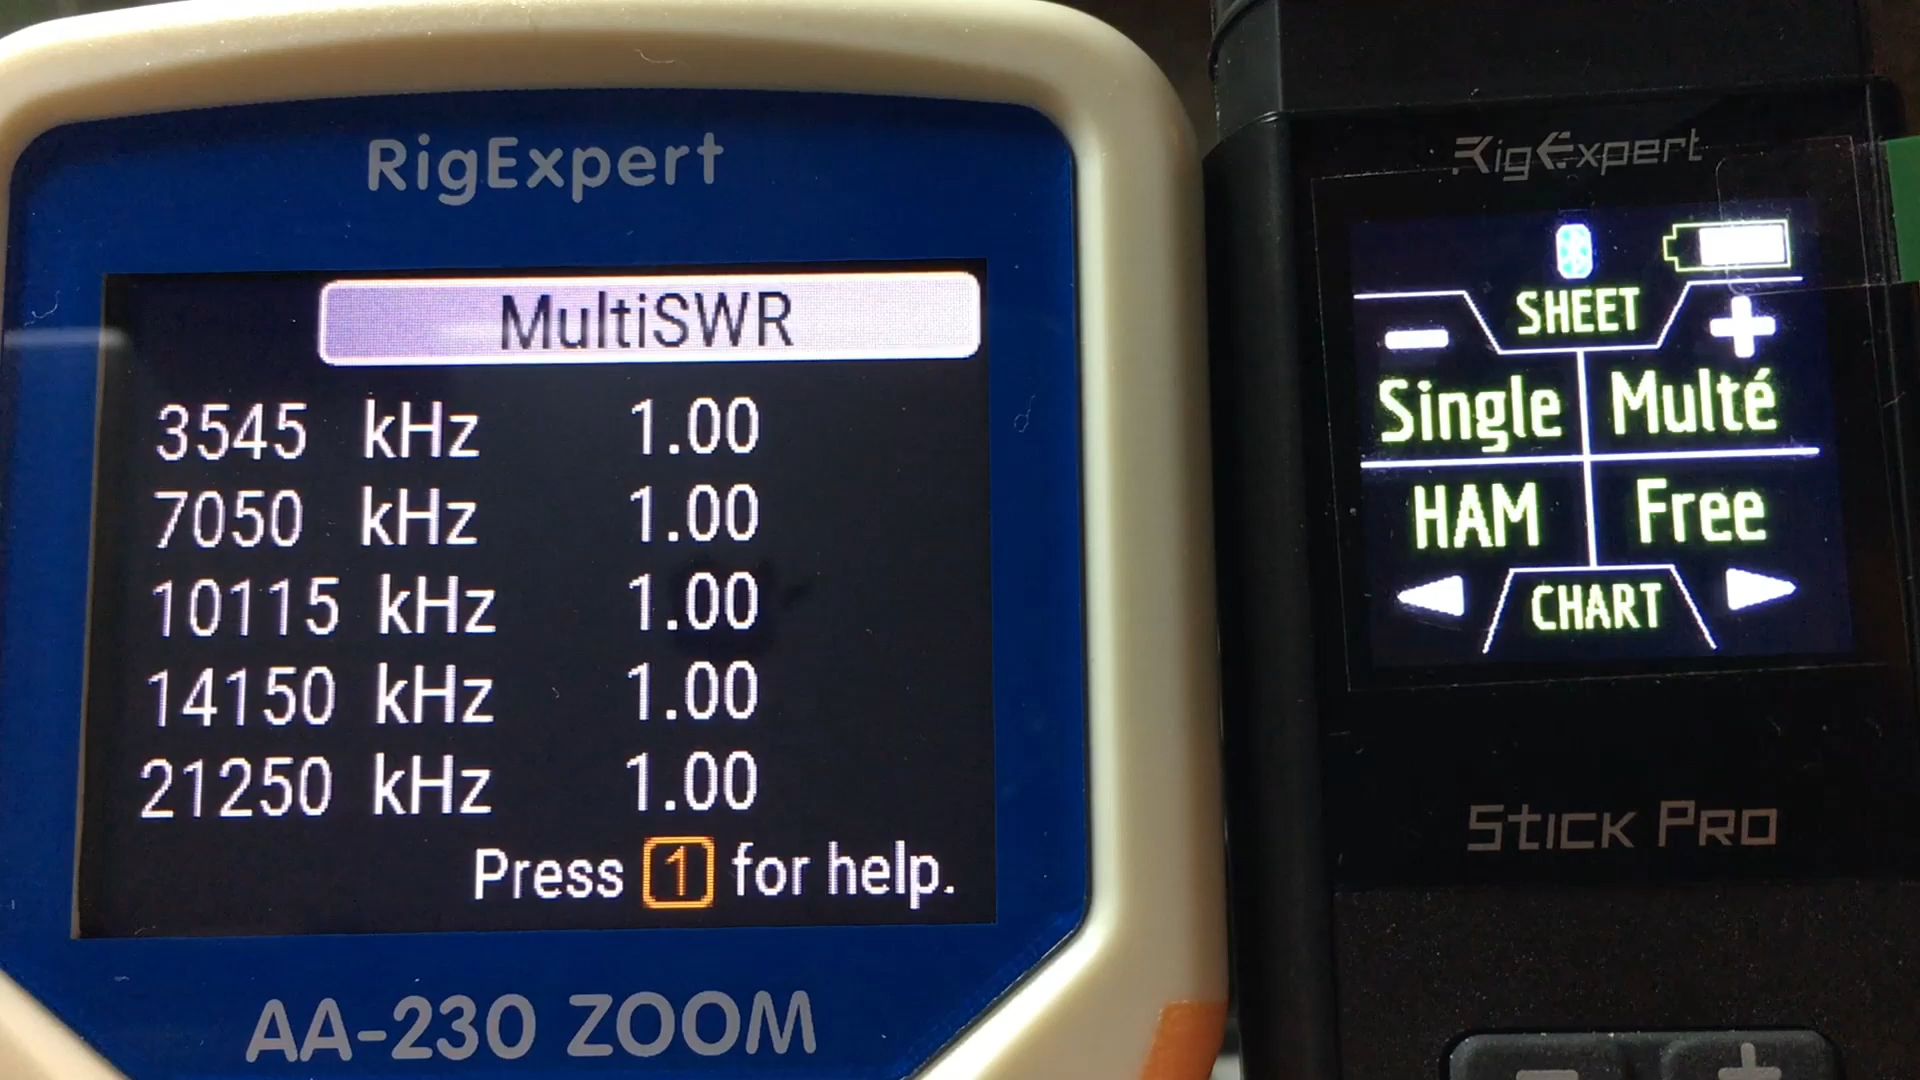 RigExpert
MultiSWR
3545 kHz 1.00
7050 kHz 1.00
10115 kHz 1.00
14150 kHz 1.00
21250 kHz 1.00
Press 1 for help.
AA-230 ZOOM
RigExpert
SHEET
- +
Single Multé
HAM Free
CHART
Stick Pro
- +